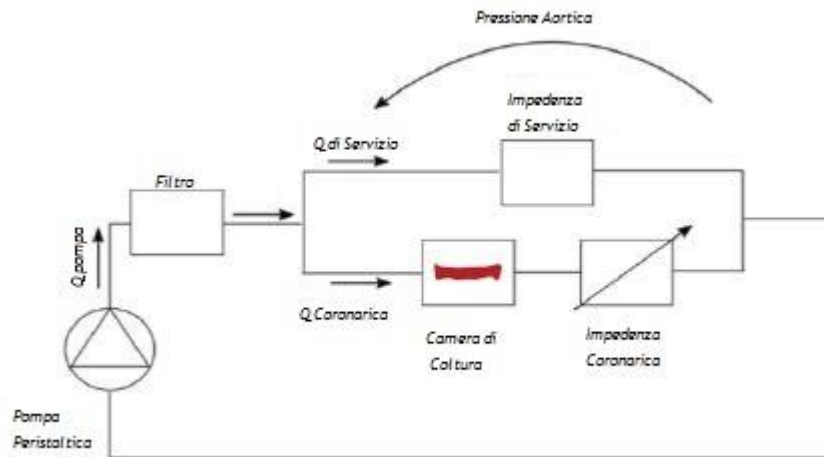 Pressione Aortica
Impedenza
di Servizio
Q di Servizio
Filtro
Q pompa
Q Coronarica
Camera di
Coltura
Impedenza
Coronarica
Pompa
Peristaltica